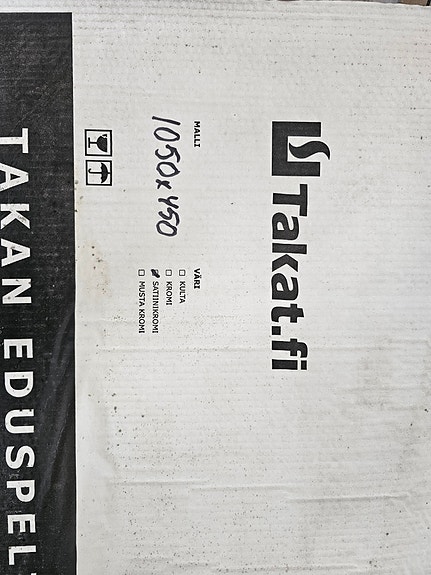 Takat.fi
MALLI
1050x450
VÄRI
KULTA
KROMI
SATIINIKROMI
MUSTA KROMI
TAKAN EDUSPEL